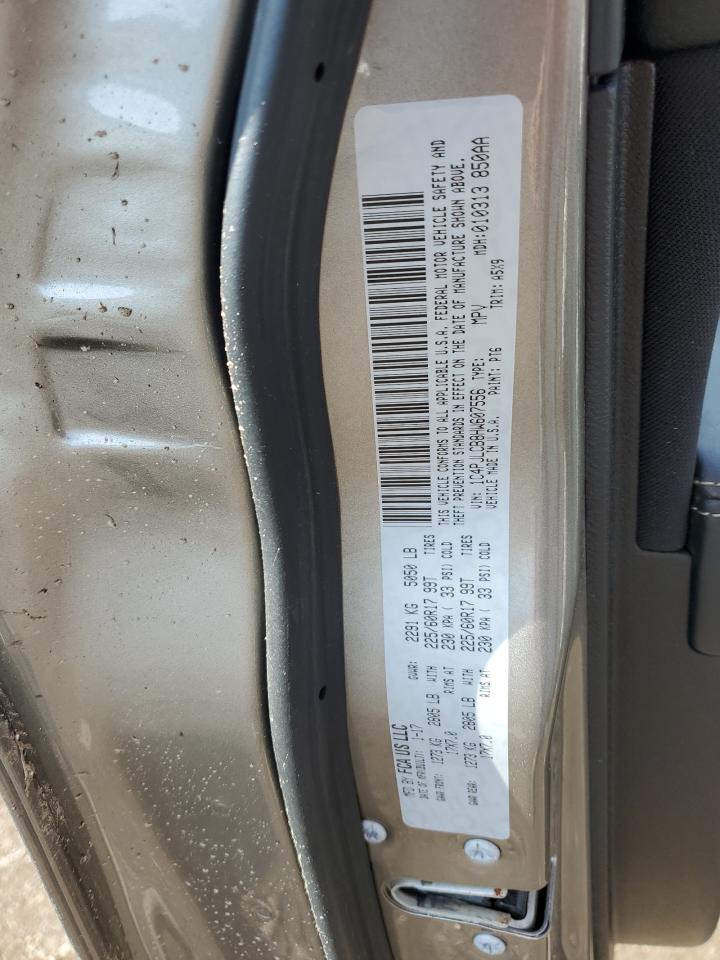 MFD BY FCA US LLC
DATE OF MFR(BUILT): 1-17 GVWR: 2291 KG 5050 LB
GAWR FRONT: 1273 KG 2805 LB WITH 225/60R17 99T TIRES
17X7.0 RIMS AT 230 KPA ( 33 PSI) COLD
GAWR REAR: 1273 KG 2805 LB WITH 225/60R17 99T TIRES
17X7.0 RIMS AT 230 KPA ( 33 PSI) COLD
THIS VEHICLE CONFORMS TO ALL APPLICABLE U.S.A. FEDERAL MOTOR VEHICLE SAFETY AND
THEFT PREVENTION STANDARDS IN EFFECT ON THE DATE OF MANUFACTURE SHOWN ABOVE.
VIN: 1C4PJLCB8HW607556 TYPE: MPV MDH:010313 850AA
VEHICLE MADE IN U.S.A. PAINT: PT6 TRIM: A5X9